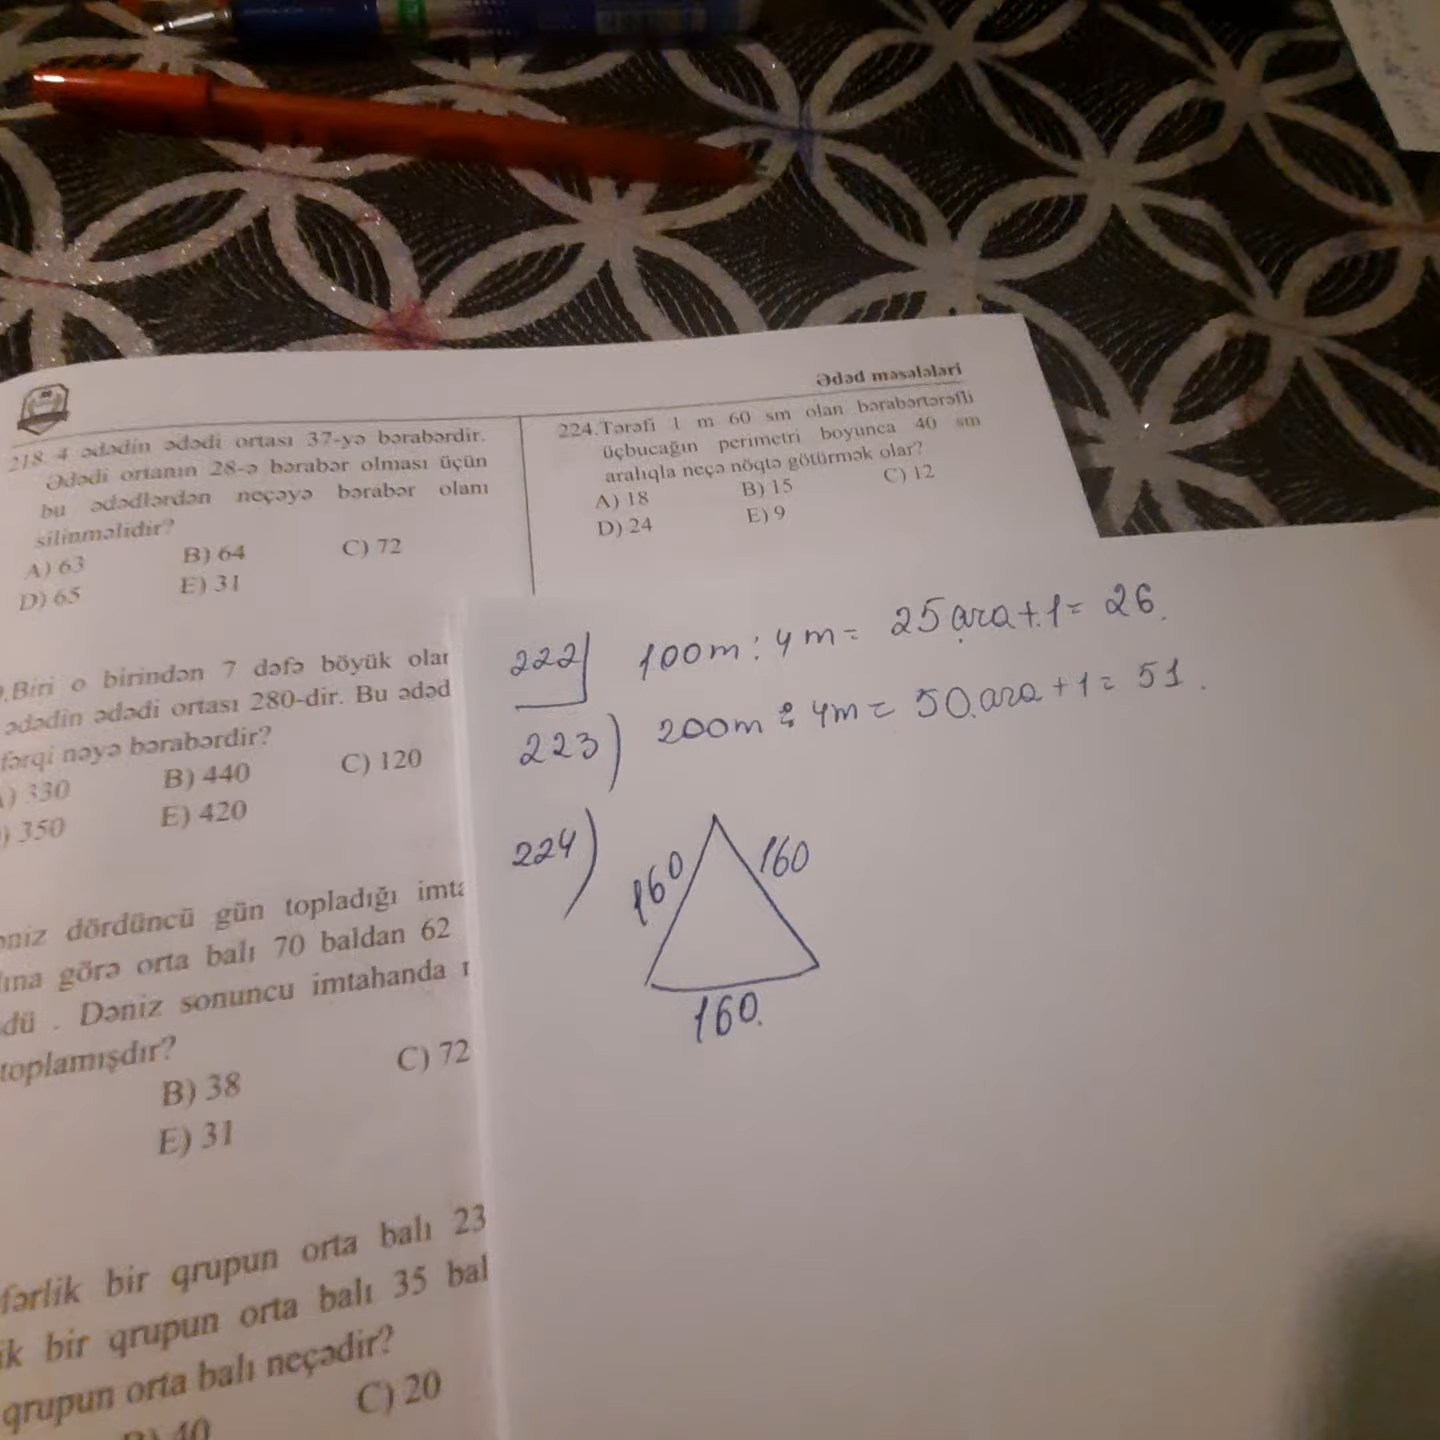 Ədəd məsələləri
218. 4 ədədin ədədi ortası 37-yə bərabərdir.
Ədədi ortanın 28-ə bərabər olması üçün
bu ədədlərdən neçəyə bərabər olanı
silinməlidir?
A) 63 B) 64 C) 72
D) 65 E) 31
.Biri o birindən 7 dəfə böyük olan
ədədin ədədi ortası 280-dir. Bu ədəd
fərqi nəyə bərabərdir?
) 330 B) 440 C) 120
) 350 E) 420
dördüncü gün topladığı
görə orta balı 70 baldan 62
. Dəniz sonuncu imtahanda
toplamışdır?
B) 38 C) 72
E) 31
bir qrupun orta balı 23
bir qrupun orta balı 35 bal
qrupun orta balı neçədir?
40 C) 20
224. Tərəfi 1 m 60 sm olan bərabərtərəfli
üçbucağın perimetri boyunca 40 sm
aralıqla neçə nöqtə götürmək olar?
A) 18 B) 15 C) 12
D) 24 E) 9
222) 100m : 4m = 25 ara + 1 = 26.
223) 200m : 4m = 50 ara + 1 = 51.
224)
160 160
160.